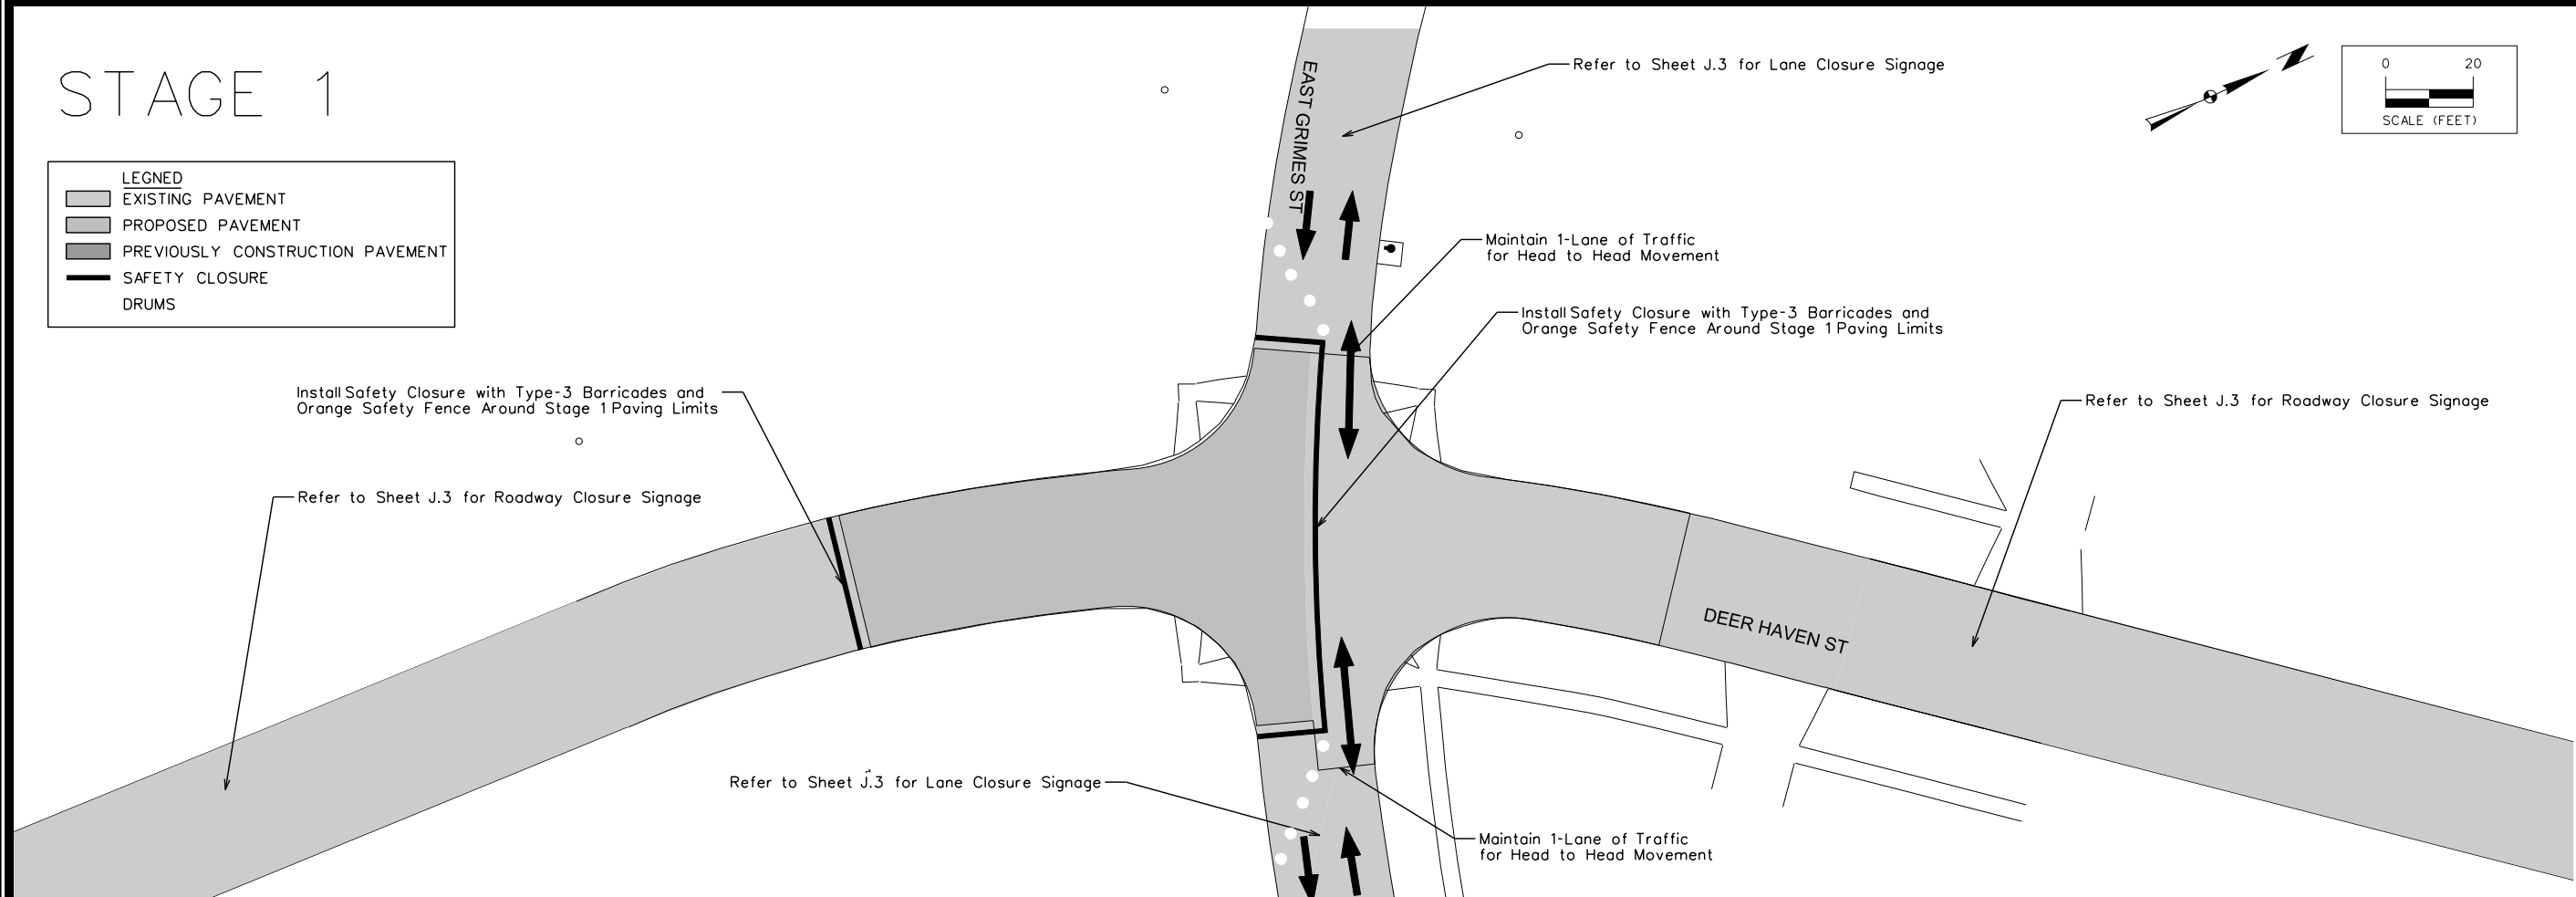 STAGE 1
LEGNED
EXISTING PAVEMENT
PROPOSED PAVEMENT
PREVIOUSLY CONSTRUCTION PAVEMENT
SAFETY CLOSURE
DRUMS
EAST GRIMES ST
Refer to Sheet J.3 for Lane Closure Signage
N
0 20
SCALE (FEET)
Maintain 1-Lane of Traffic
for Head to Head Movement
Install Safety Closure with Type-3 Barricades and
Orange Safety Fence Around Stage 1 Paving Limits
Install Safety Closure with Type-3 Barricades and
Orange Safety Fence Around Stage 1 Paving Limits
Refer to Sheet J.3 for Roadway Closure Signage
Refer to Sheet J.3 for Roadway Closure Signage
DEER HAVEN ST
Refer to Sheet J.3 for Lane Closure Signage
Maintain 1-Lane of Traffic
for Head to Head Movement